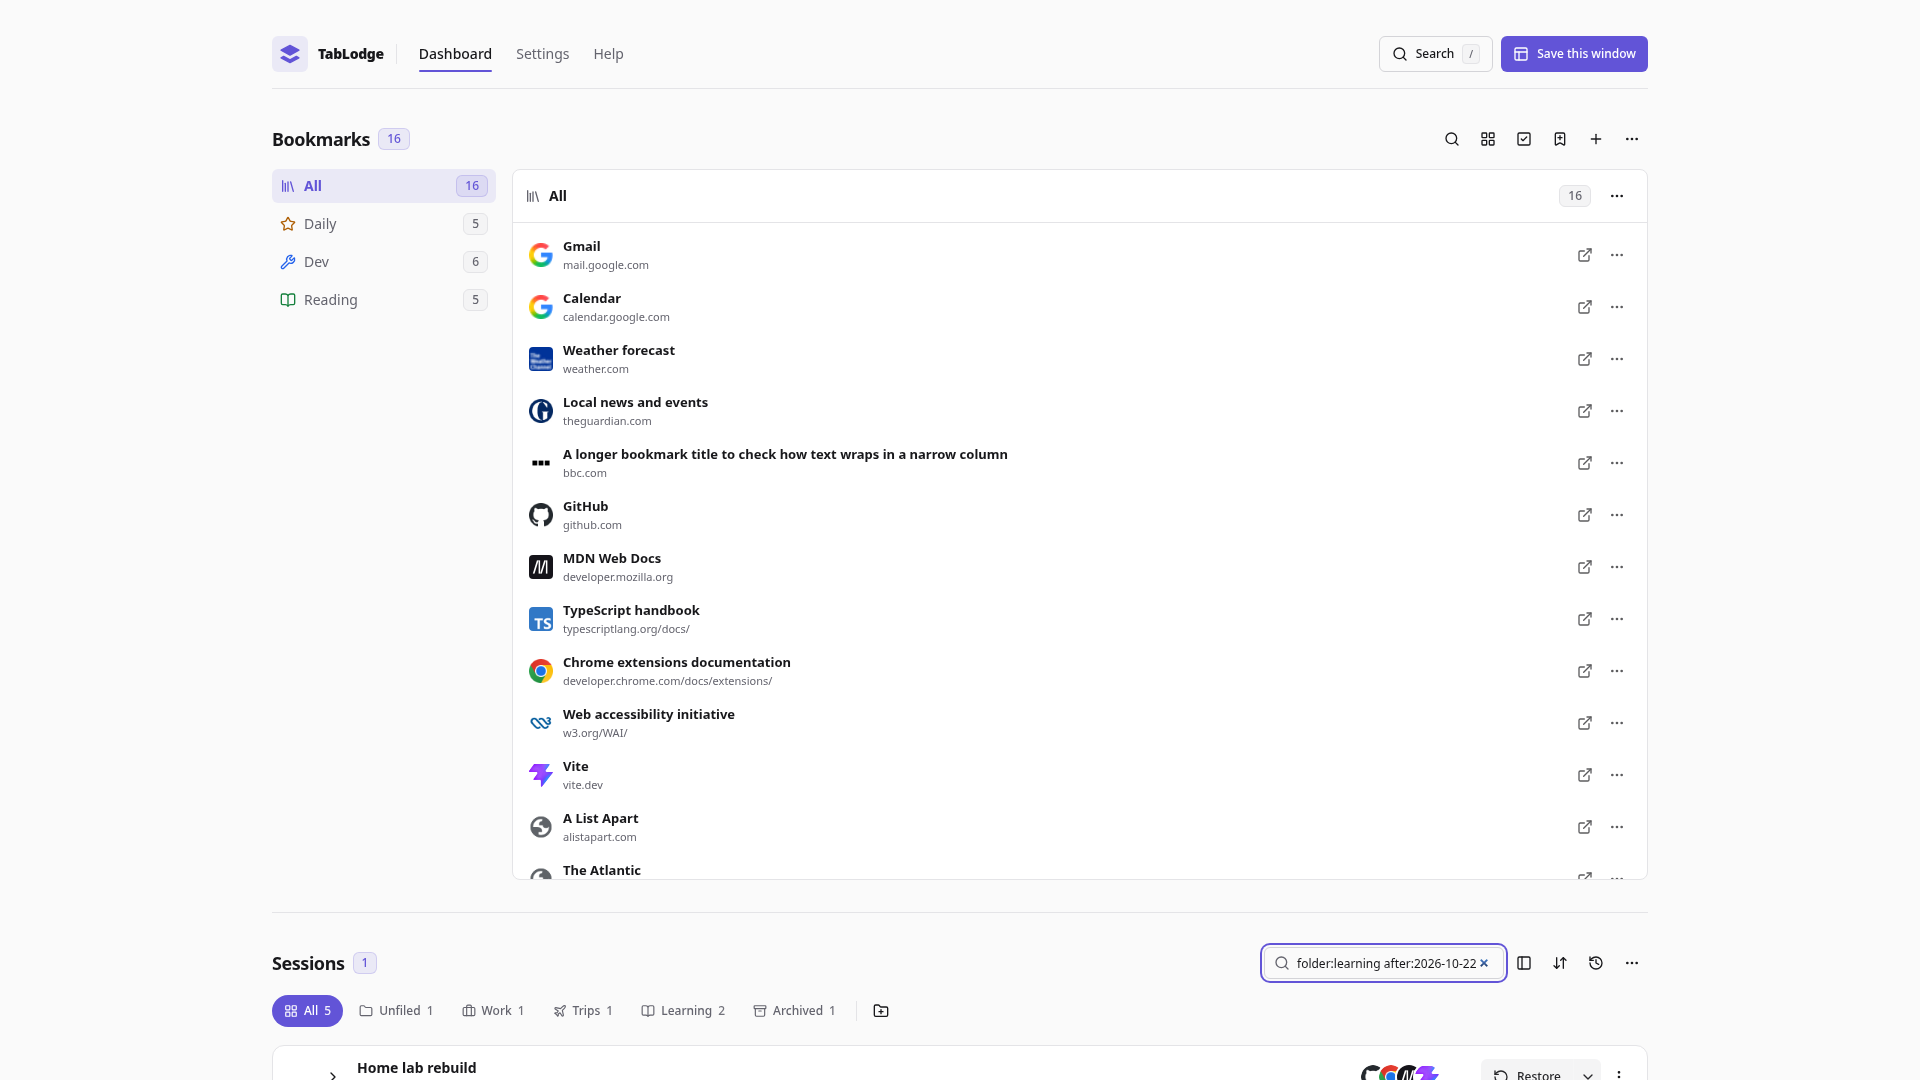 TabLodge
Dashboard
Settings
Help
Search /
Save this window
Bookmarks 16
All 16
Daily 5
Dev 6
Reading 5
All 16
Gmail
mail.google.com
Calendar
calendar.google.com
Weather forecast
weather.com
Local news and events
theguardian.com
A longer bookmark title to check how text wraps in a narrow column
bbc.com
GitHub
github.com
MDN Web Docs
developer.mozilla.org
TS
TypeScript handbook
typescriptlang.org/docs/
Chrome extensions documentation
developer.chrome.com/docs/extensions/
Web accessibility initiative
w3.org/WAI/
Vite
vite.dev
A List Apart
alistapart.com
The Atlantic
Sessions 1
folder:learning after:2026-10-22
All 5
Unfiled 1
Work 1
Trips 1
Learning 2
Archived 1
Home lab rebuild
Restore